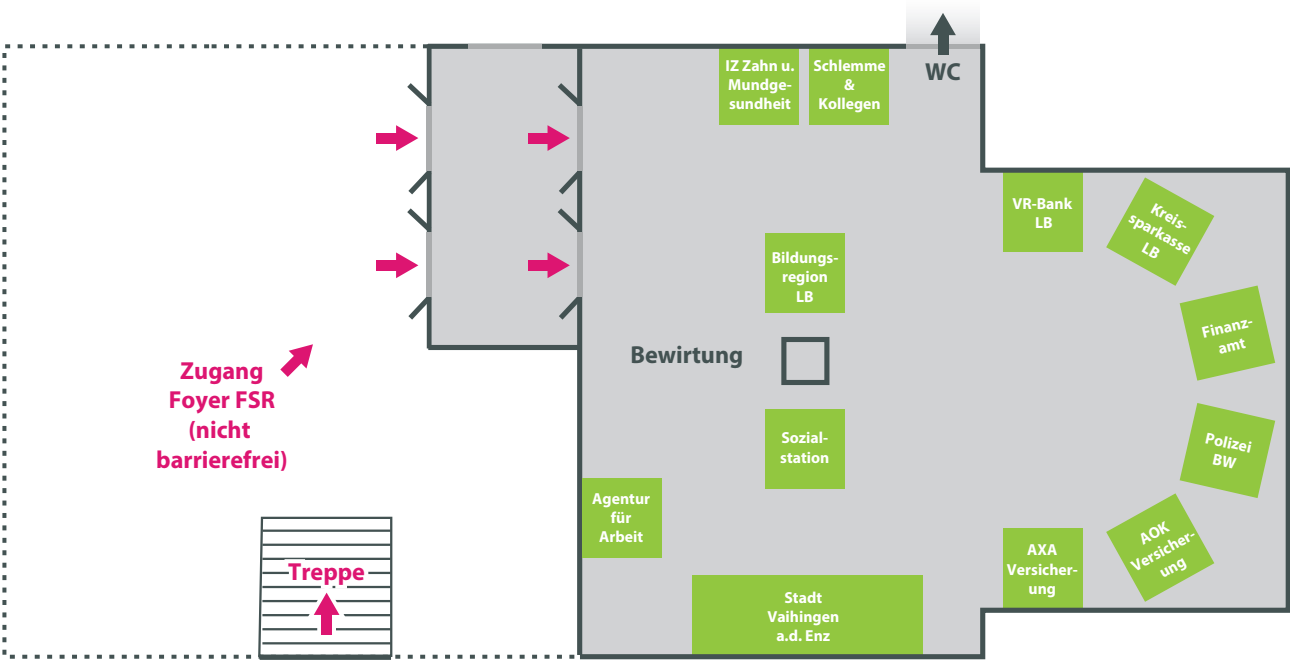 WC
IZ Zahn u.
Mundge-
sundheit
Schlemme
&
Kollegen
VR-Bank
LB
Kreis-
sparkasse
LB
Bildungs-
region
LB
Finanz-
amt
Bewirtung
Zugang
Foyer FSR
(nicht
barrierefrei)
Sozial-
station
Polizei
BW
Agentur
für
Arbeit
AOK
Versicher-
ung
AXA
Versicher-
ung
Treppe
Stadt
Vaihingen
a.d. Enz